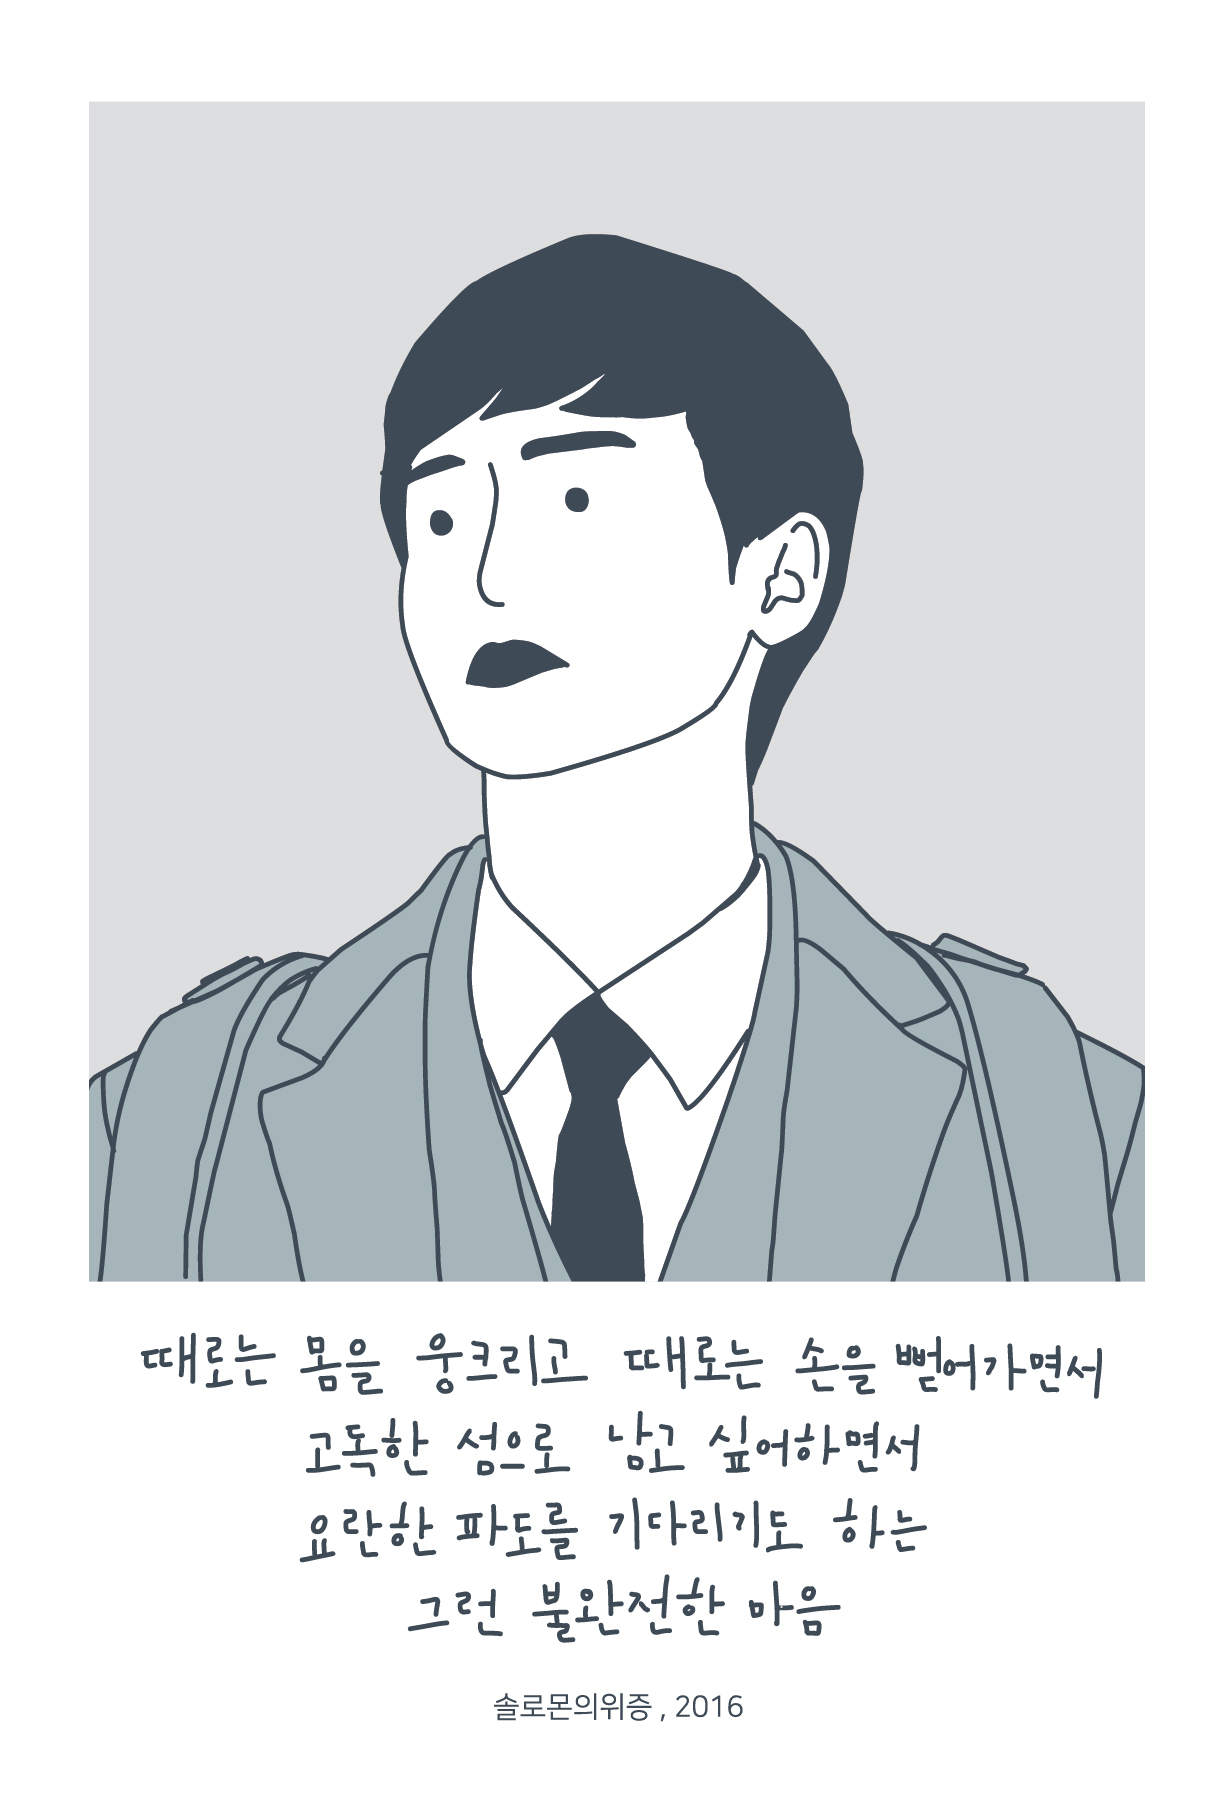 때로는 몸을 웅크리고 때로는 손을 뻗어가면서
고독한 섬으로 남고 싶어하면서
요란한 파도를 기다리기도 하는
그런 불완전한 마음
솔로몬의위증 , 2016